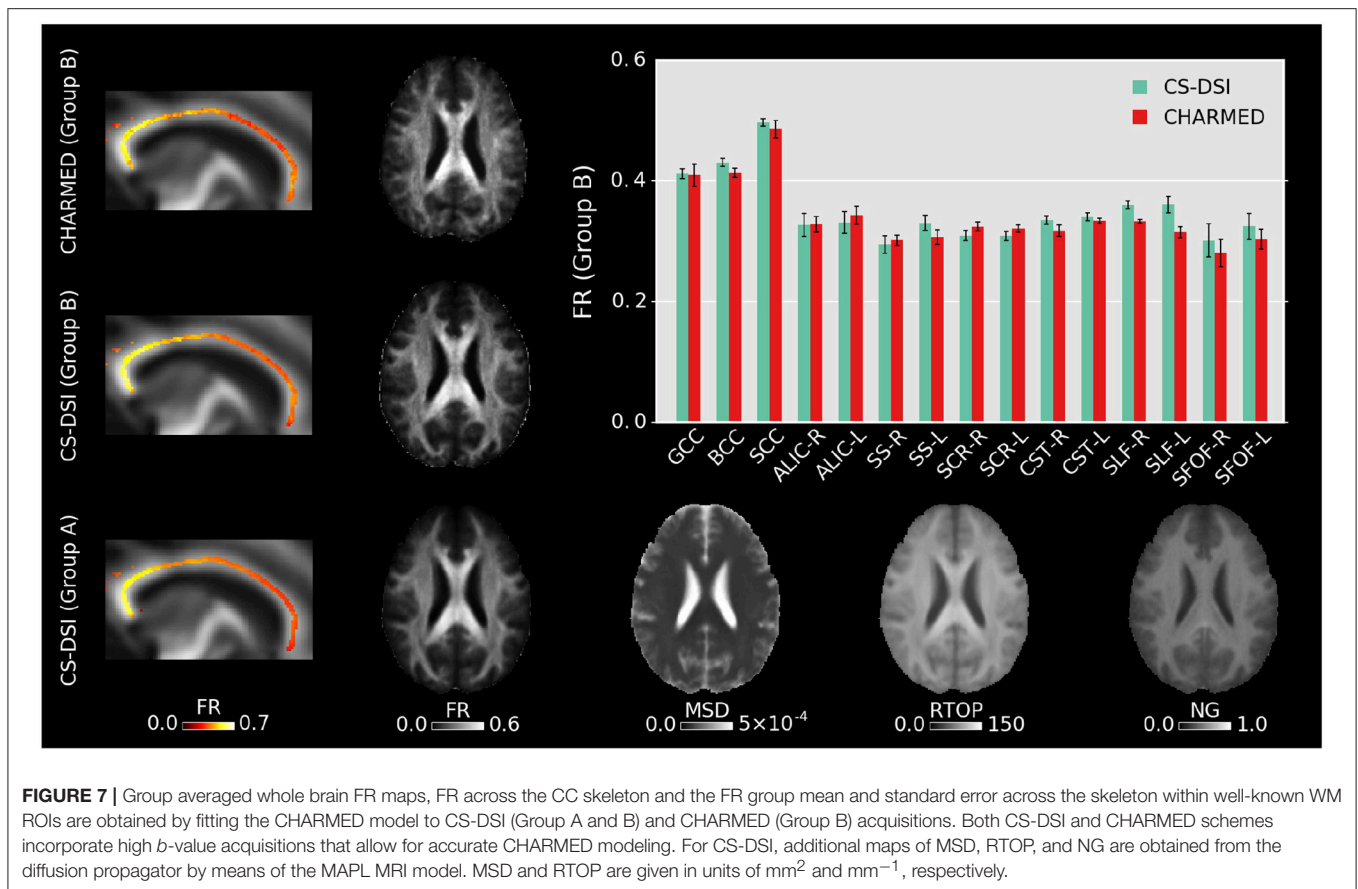 CHARMED (Group B)
CS-DSI (Group B)
CS-DSI (Group A)
0.6
0.4
0.2
0.0
FR (Group B)
CS-DSI
CHARMED
GCC
BCC
SCC
ALIC-R
ALIC-L
SS-R
SS-L
SCR-R
SCR-L
CST-R
CST-L
SLF-R
SLF-L
SFOF-R
SFOF-L
FR
0.0 0.7
FR
0.0 0.6
MSD
0.0 5×10⁻⁴
RTOP
0.0 150
NG
0.0 1.0
FIGURE 7 | Group averaged whole brain FR maps, FR across the CC skeleton and the FR group mean and standard error across the skeleton within well-known WM
ROIs are obtained by fitting the CHARMED model to CS-DSI (Group A and B) and CHARMED (Group B) acquisitions. Both CS-DSI and CHARMED schemes
incorporate high b-value acquisitions that allow for accurate CHARMED modeling. For CS-DSI, additional maps of MSD, RTOP, and NG are obtained from the
diffusion propagator by means of the MAPL MRI model. MSD and RTOP are given in units of mm² and mm⁻¹, respectively.